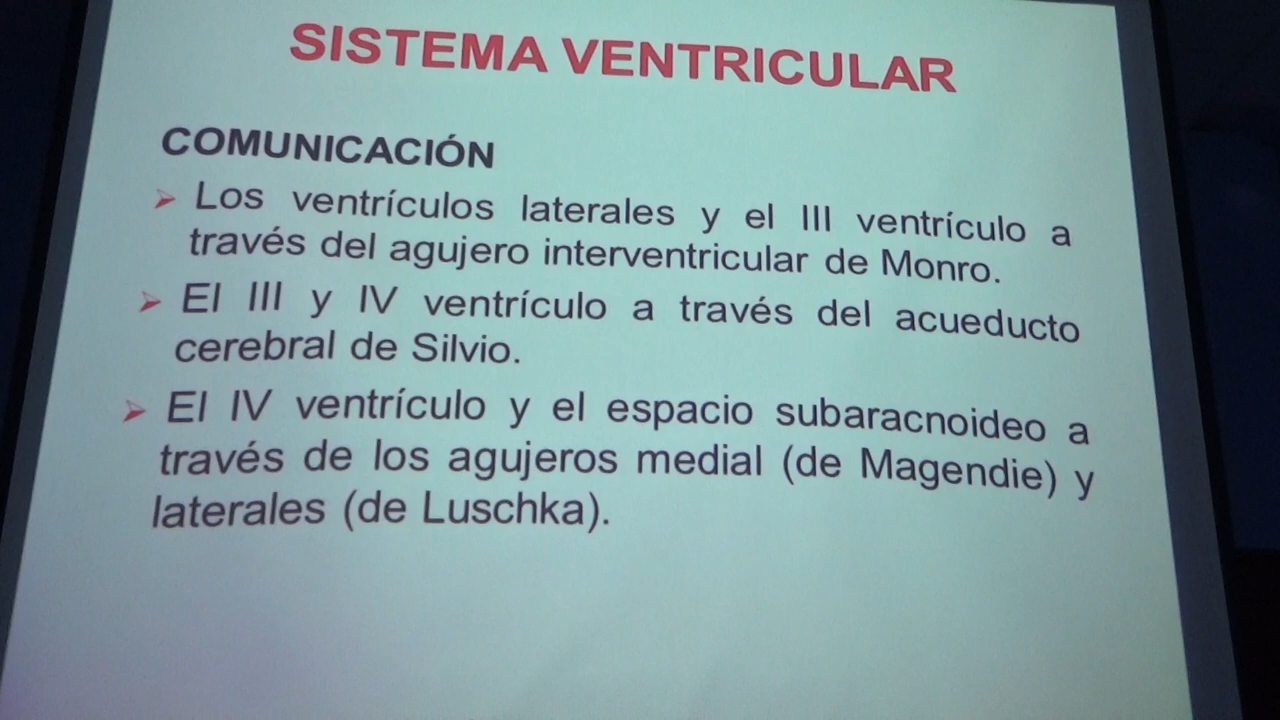 SISTEMA VENTRICULAR
COMUNICACIÓN
➢ Los ventrículos laterales y el III ventrículo a
través del agujero interventricular de Monro.
➢ El III y IV ventrículo a través del acueducto
cerebral de Silvio.
➢ El IV ventrículo y el espacio subaracnoideo a
través de los agujeros medial (de Magendie) y
laterales (de Luschka).